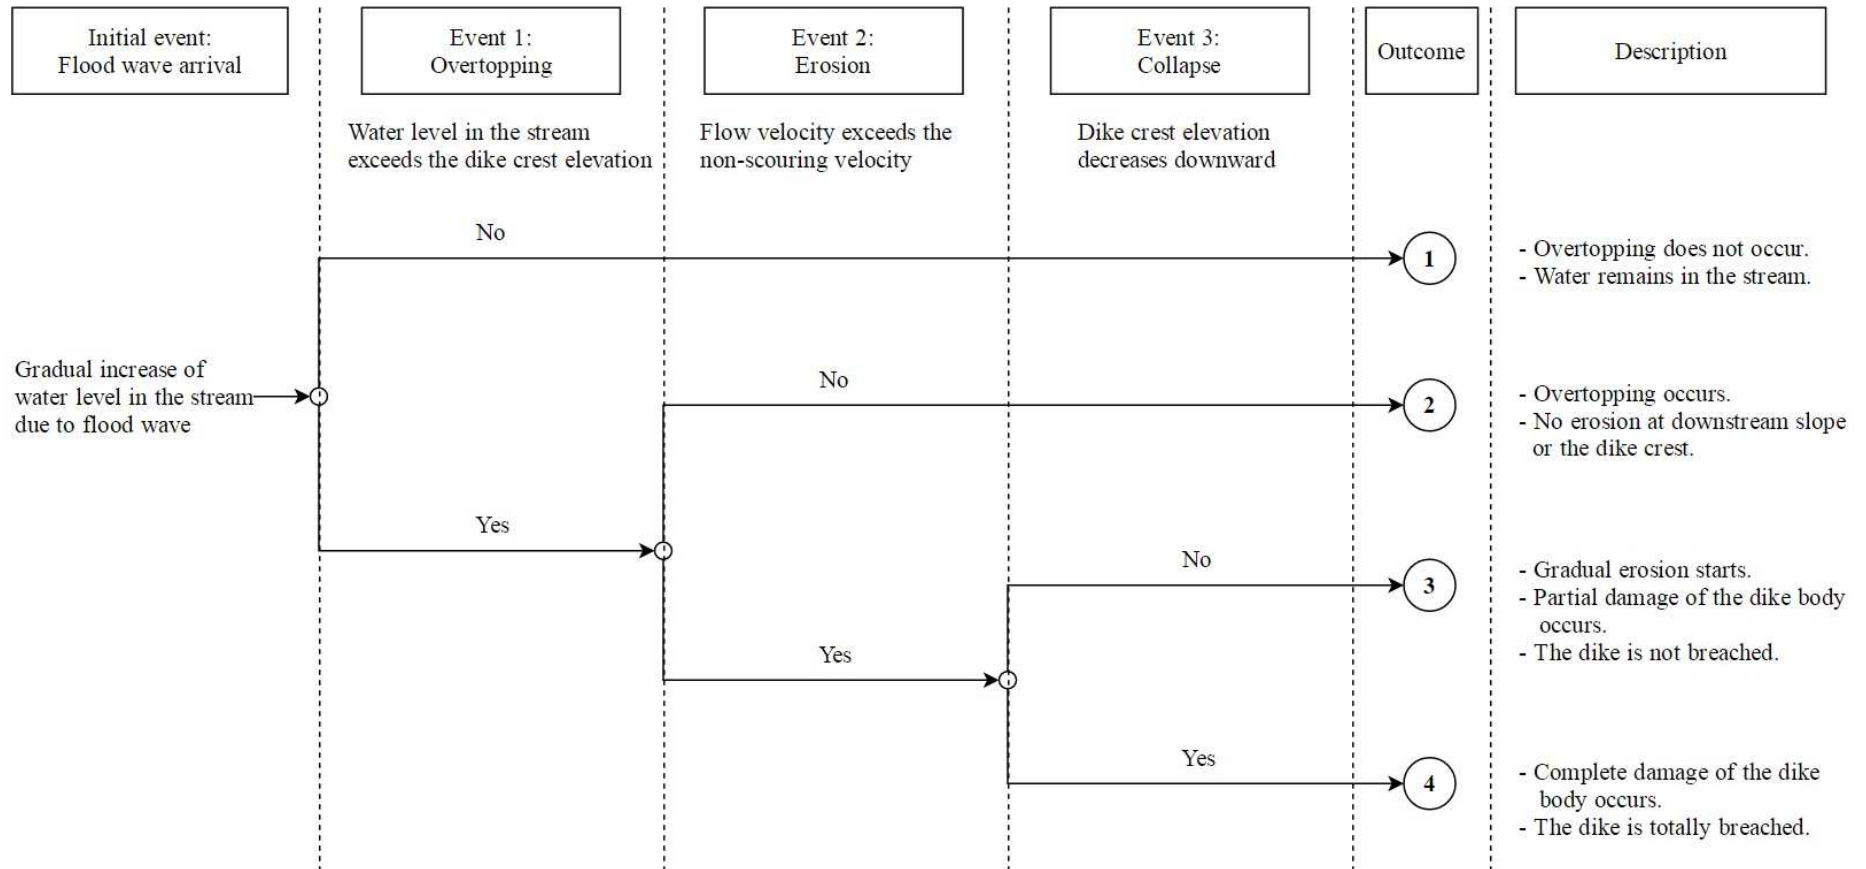 Initial event:
Flood wave arrival
Event 1:
Overtopping
Event 2:
Erosion
Event 3:
Collapse
Outcome
Description
Water level in the stream
exceeds the dike crest elevation
Flow velocity exceeds the
non-scouring velocity
Dike crest elevation
decreases downward
No
1
- Overtopping does not occur.
- Water remains in the stream.
Gradual increase of
water level in the stream
due to flood wave
No
2
- Overtopping occurs.
- No erosion at downstream slope
or the dike crest.
Yes
No
3
- Gradual erosion starts.
- Partial damage of the dike body
occurs.
- The dike is not breached.
Yes
Yes
4
- Complete damage of the dike
body occurs.
- The dike is totally breached.